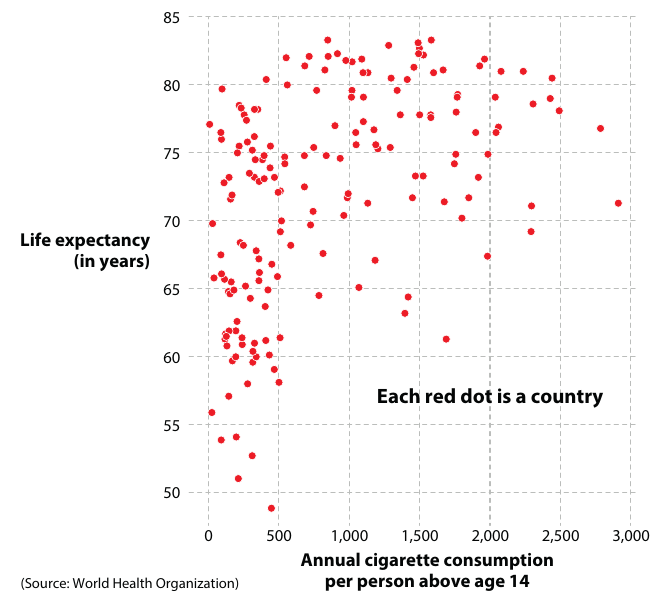 85
80
75
70
65
60
55
50
Life expectancy
(in years)
Each red dot is a country
0 500 1,000 1,500 2,000 2,500 3,000
Annual cigarette consumption
per person above age 14
(Source: World Health Organization)